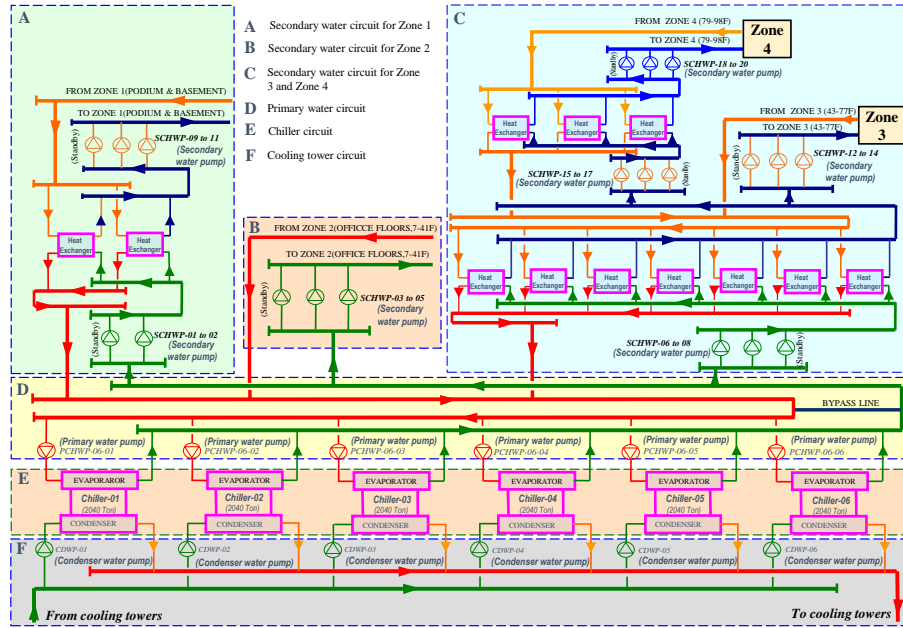 A
FROM ZONE 1(PODIUM & BASEMENT)
TO ZONE 1(PODIUM & BASEMENT)
(Standby)
SCHWP-09 to 11
(Secondary
water pump)
Heat
Exchanger
Heat
Exchanger
(Standby)
SCHWP-01 to 02
(Secondary
water pump)
A Secondary water circuit for Zone 1
B Secondary water circuit for Zone 2
C Secondary water circuit for Zone
3 and Zone 4
D Primary water circuit
E Chiller circuit
F Cooling tower circuit
B
FROM ZONE 2(OFFICCE FLOORS,7-41F)
TO ZONE 2(OFFICE FLOORS,7-41F)
(Standby)
SCHWP-03 to 05
(Secondary
water pump)
C
FROM ZONE 4 (79-98F)
TO ZONE 4 (79-98F)
Zone
4
(Standby)
SCHWP-18 to 20
(Secondary water pump)
Heat
Exchanger
Heat
Exchanger
Heat
Exchanger
FROM ZONE 3 (43-77F)
TO ZONE 3 (43-77F)
Zone
3
(Standby)
SCHWP-12 to 14
(Secondary
water pump)
SCHWP-15 to 17
(Secondary water pump)
(Standby)
Heat
Exchanger
Heat
Exchanger
Heat
Exchanger
Heat
Exchanger
Heat
Exchanger
Heat
Exchanger
Heat
Exchanger
SCHWP-06 to 08
(Secondary water pump)
(Standby)
D
BYPASS LINE
(Primary water pump)
PCHWP-06-01
(Primary water pump)
PCHWP-06-02
(Primary water pump)
PCHWP-06-03
(Primary water pump)
PCHWP-06-04
(Primary water pump)
PCHWP-06-05
(Primary water pump)
PCHWP-06-06
E
EVAPORAROR
Chiller-01
(2040 Ton)
CONDENSER
EVAPORATOR
Chiller-02
(2040 Ton)
CONDENSER
EVAPORATOR
Chiller-03
(2040 Ton)
CONDENSER
EVAPORATOR
Chiller-04
(2040 Ton)
CONDENSER
EVAPORATOR
Chiller-05
(2040 Ton)
CONDENSER
EVAPORATOR
Chiller-06
(2040 Ton)
CONDENSER
F
CDWP-01
(Condenser water pump)
CDWP-02
(Condenser water pump)
CDWP-03
(Condenser water pump)
CDWP-04
(Condenser water pump)
CDWP-05
(Condenser water pump)
CDWP-06
(Condenser water pump)
From cooling towers
To cooling towers